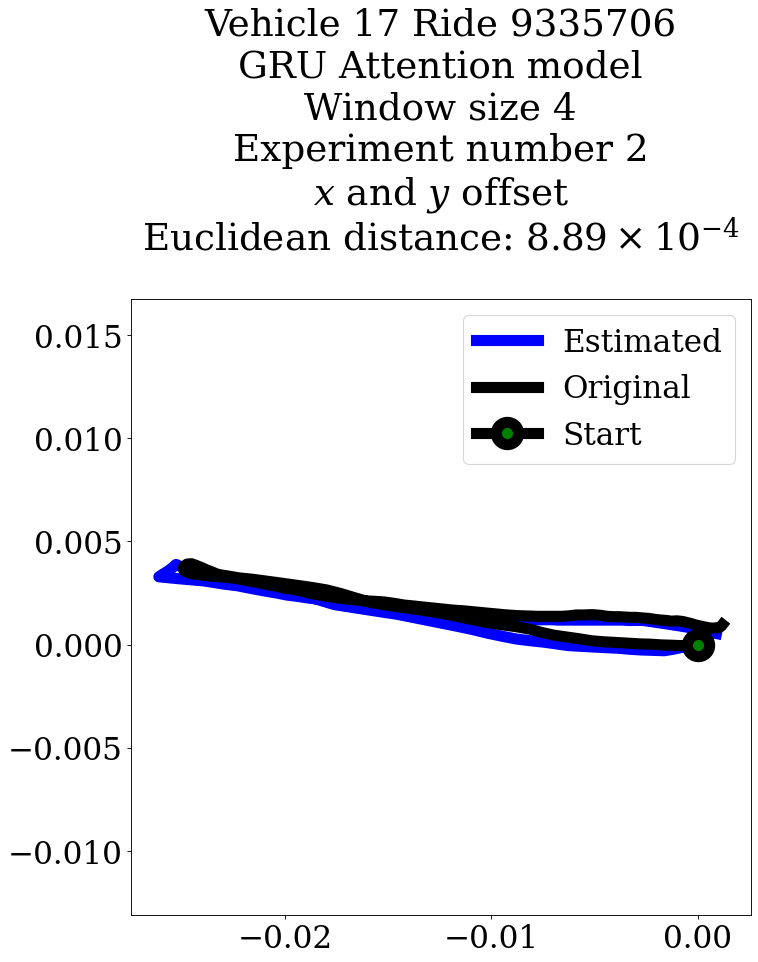 Vehicle 17 Ride 9335706
GRU Attention model
Window size 4
Experiment number 2
x and y offset
Euclidean distance: 8.89 × 10⁻⁴
Estimated
Original
Start
0.015
0.010
0.005
0.000
−0.005
−0.010
−0.02
−0.01
0.00